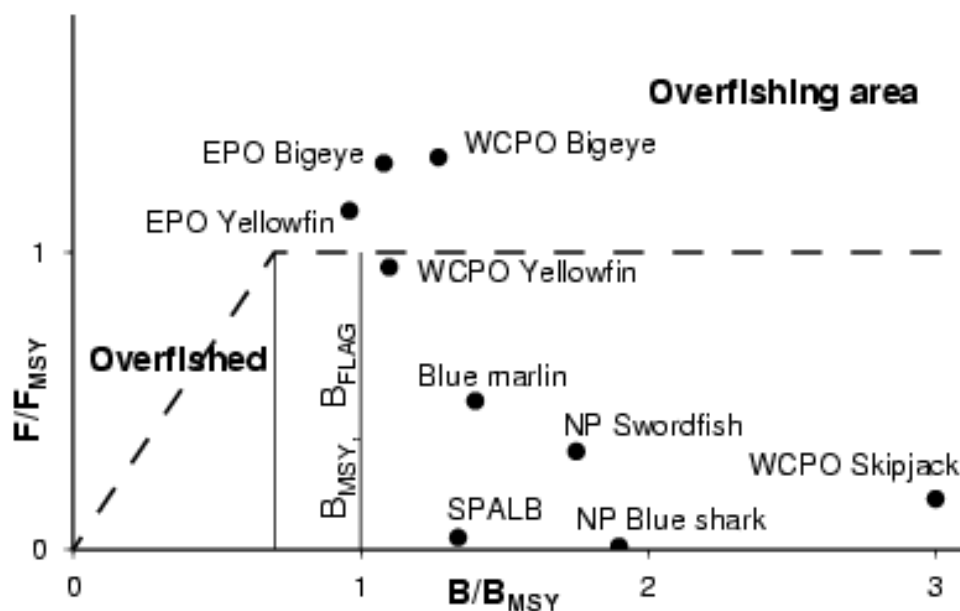 Overfishing area
EPO Bigeye
WCPO Bigeye
EPO Yellowfin
1
WCPO Yellowfin
Overfished
F/FMSY
BMSY, BFLAG
Blue marlin
NP Swordfish
WCPO Skipjack
SPALB
NP Blue shark
0
0 1 2 3
B/BMSY